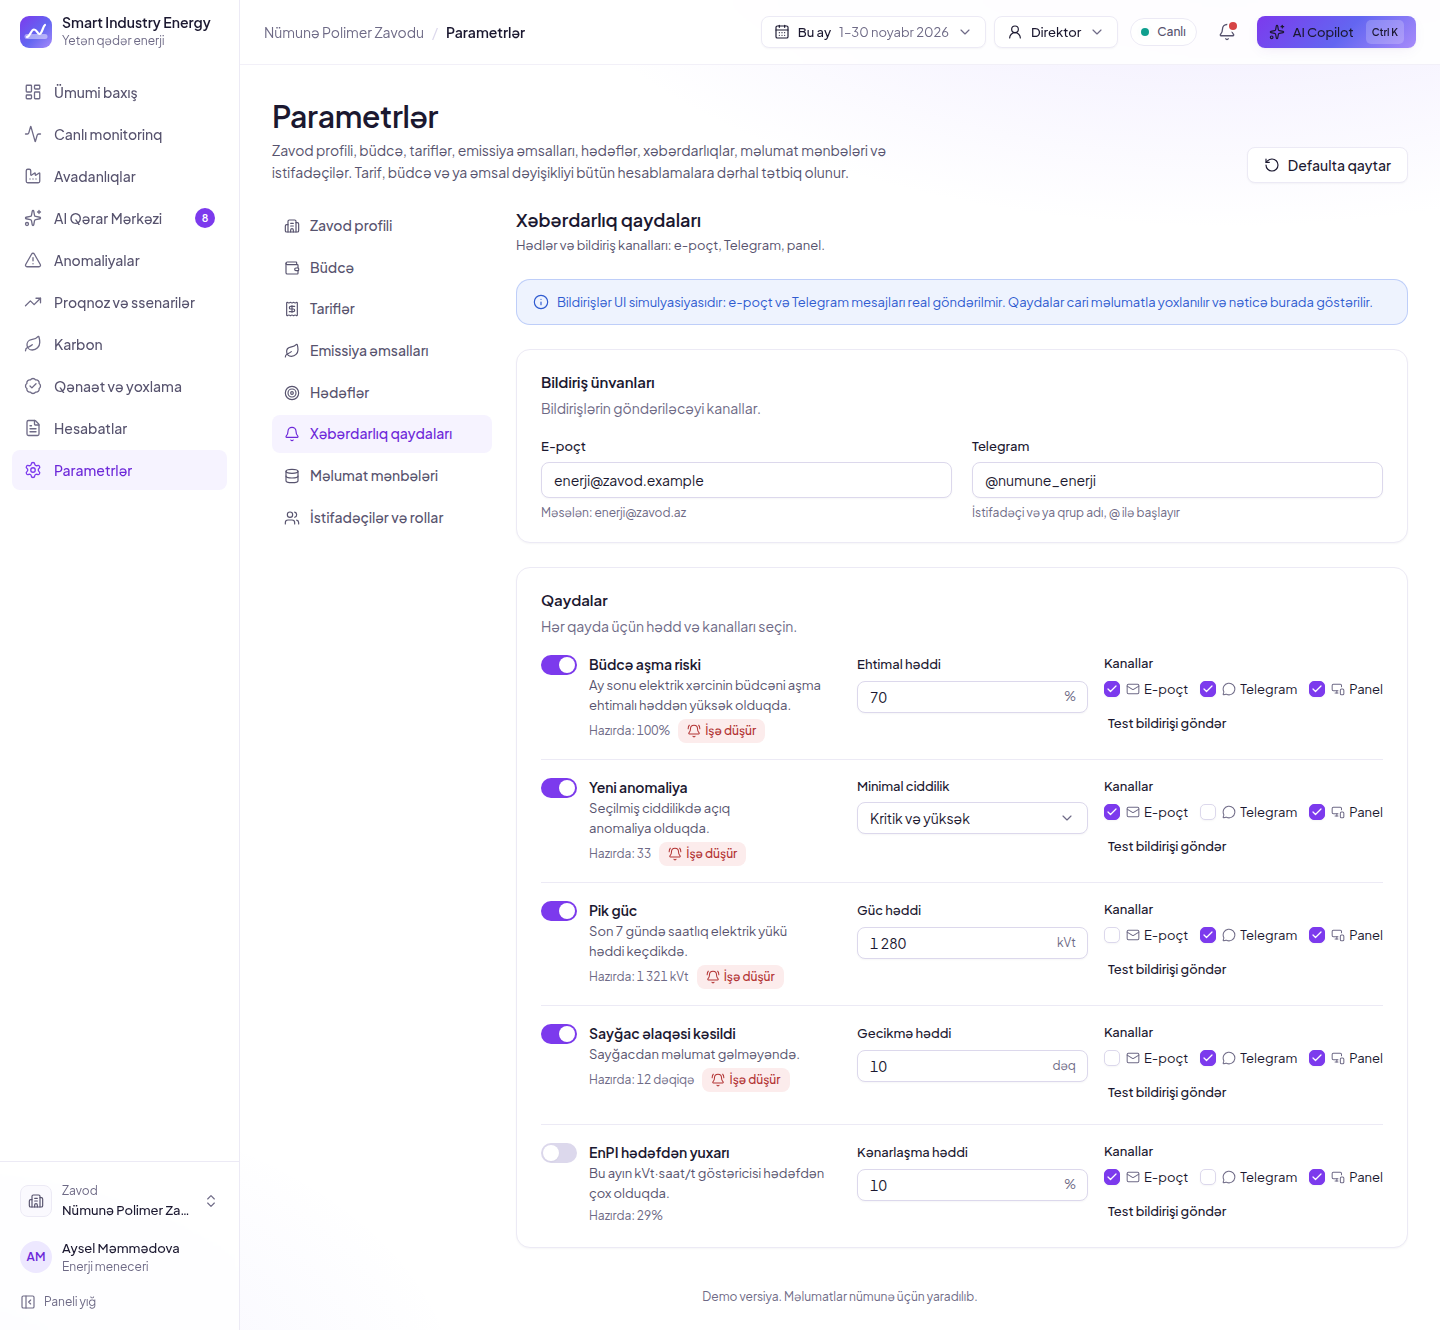 Smart Industry Energy
Yetən qədər enerji
Ümumi baxış
Canlı monitorinq
Avadanlıqlar
AI Qərar Mərkəzi 8
Anomaliyalar
Proqnoz və ssenarilər
Karbon
Qənaət və yoxlama
Hesabatlar
Parametrlər
Zavod
Nümunə Polimer Za...
AM
Aysel Məmmədova
Enerji meneceri
Paneli yığ
Nümunə Polimer Zavodu / Parametrlər
Bu ay 1–30 noyabr 2026
Direktor
Canlı
AI Copilot Ctrl K
Parametrlər
Zavod profili, büdcə, tariflər, emissiya əmsalları, hədəflər, xəbərdarlıqlar, məlumat mənbələri və
istifadəçilər. Tarif, büdcə və ya əmsal dəyişikliyi bütün hesablamalara dərhal tətbiq olunur.
Defaulta qaytar
Zavod profili
Büdcə
Tariflər
Emissiya əmsalları
Hədəflər
Xəbərdarlıq qaydaları
Məlumat mənbələri
İstifadəçilər və rollar
Xəbərdarlıq qaydaları
Hədlər və bildiriş kanalları: e-poçt, Telegram, panel.
Bildirişlər UI simulyasiyasıdır: e-poçt və Telegram mesajları real göndərilmir. Qaydalar cari məlumatla yoxlanılır və nəticə burada göstərilir.
Bildiriş ünvanları
Bildirişlərin göndəriləcəyi kanallar.
E-poçt
enerji@zavod.example
Məsələn: enerji@zavod.az
Telegram
@numune_enerji
İstifadəçi və ya qrup adı, @ ilə başlayır
Qaydalar
Hər qayda üçün hədd və kanalları seçin.
Büdcə aşma riski
Ay sonu elektrik xərcinin büdcəni aşma
ehtimalı həddən yüksək olduqda.
Hazırda: 100% İşə düşür
Ehtimal həddi
70 %
Kanallar
E-poçt Telegram Panel
Test bildirişi göndər
Yeni anomaliya
Seçilmiş ciddilikdə açıq
anomaliya olduqda.
Hazırda: 33 İşə düşür
Minimal ciddilik
Kritik və yüksək
Kanallar
E-poçt Telegram Panel
Test bildirişi göndər
Pik güc
Son 7 gündə saatlıq elektrik yükü
həddi keçdikdə.
Hazırda: 1 321 kVt İşə düşür
Güc həddi
1 280 kVt
Kanallar
E-poçt Telegram Panel
Test bildirişi göndər
Sayğac əlaqəsi kəsildi
Sayğacdan məlumat gəlməyəndə.
Hazırda: 12 dəqiqə İşə düşür
Gecikmə həddi
10 dəq
Kanallar
E-poçt Telegram Panel
Test bildirişi göndər
EnPI hədəfdən yuxarı
Bu ayın kVt·saat/t göstəricisi hədəfdən
çox olduqda.
Hazırda: 29%
Kənarlaşma həddi
10 %
Kanallar
E-poçt Telegram Panel
Test bildirişi göndər
Demo versiya. Məlumatlar nümunə üçün yaradılıb.